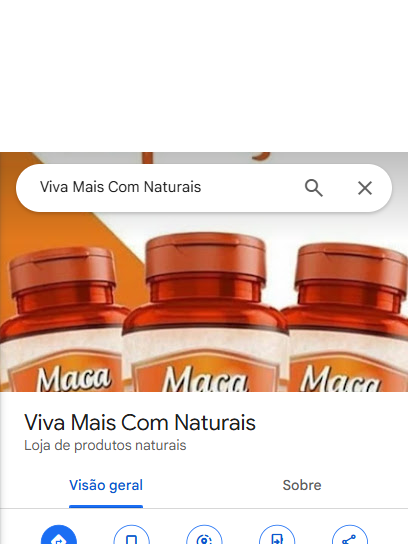 Viva Mais Com Naturais
Maca
Maca
Maca
Viva Mais Com Naturais
Loja de produtos naturais
Visão geral
Sobre